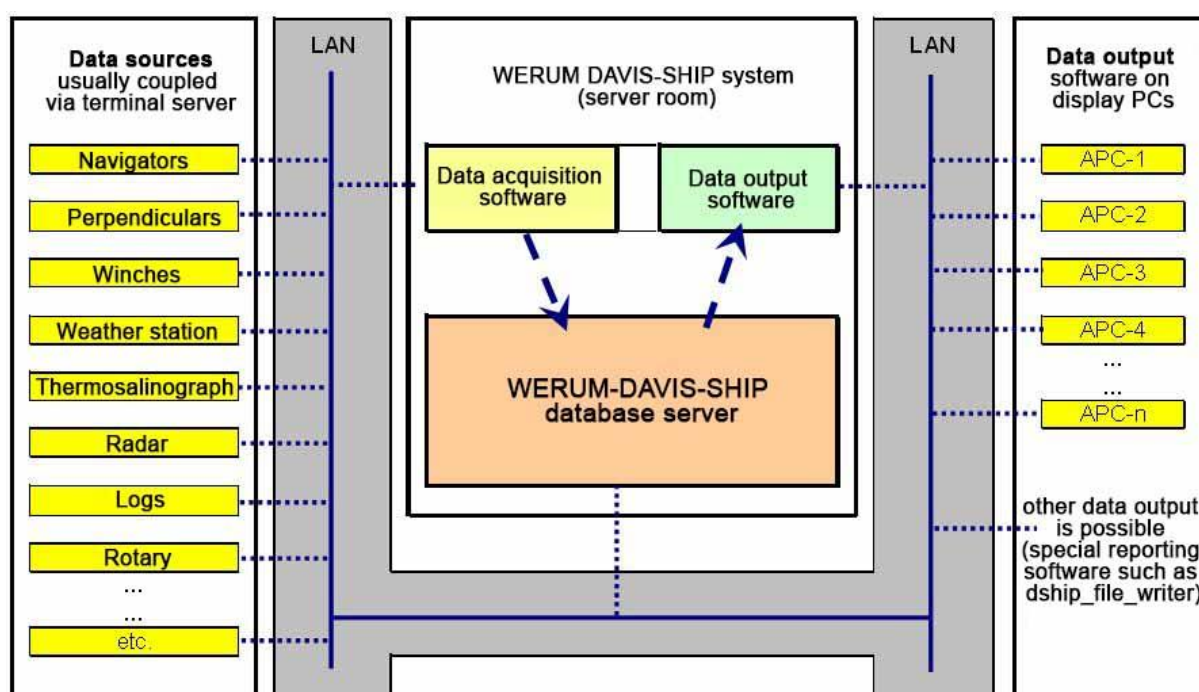 Data sources
usually coupled
via terminal server
Navigators
Perpendiculars
Winches
Weather station
Thermosalinograph
Radar
Logs
Rotary
...
...
etc.
LAN
WERUM DAVIS-SHIP system
(server room)
Data acquisition
software
Data output
software
WERUM-DAVIS-SHIP
database server
LAN
Data output
software on
display PCs
APC-1
APC-2
APC-3
APC-4
...
...
APC-n
other data output
is possible
(special reporting
software such as
dship_file_writer)